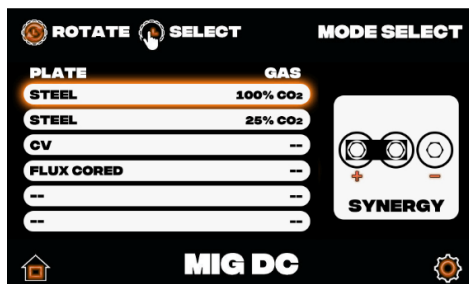 ROTATE SELECT MODE SELECT
PLATE GAS
STEEL 100% CO₂
STEEL 25% CO₂
CV --
FLUX CORED --
-- --
-- --
+ −
SYNERGY
MIG DC